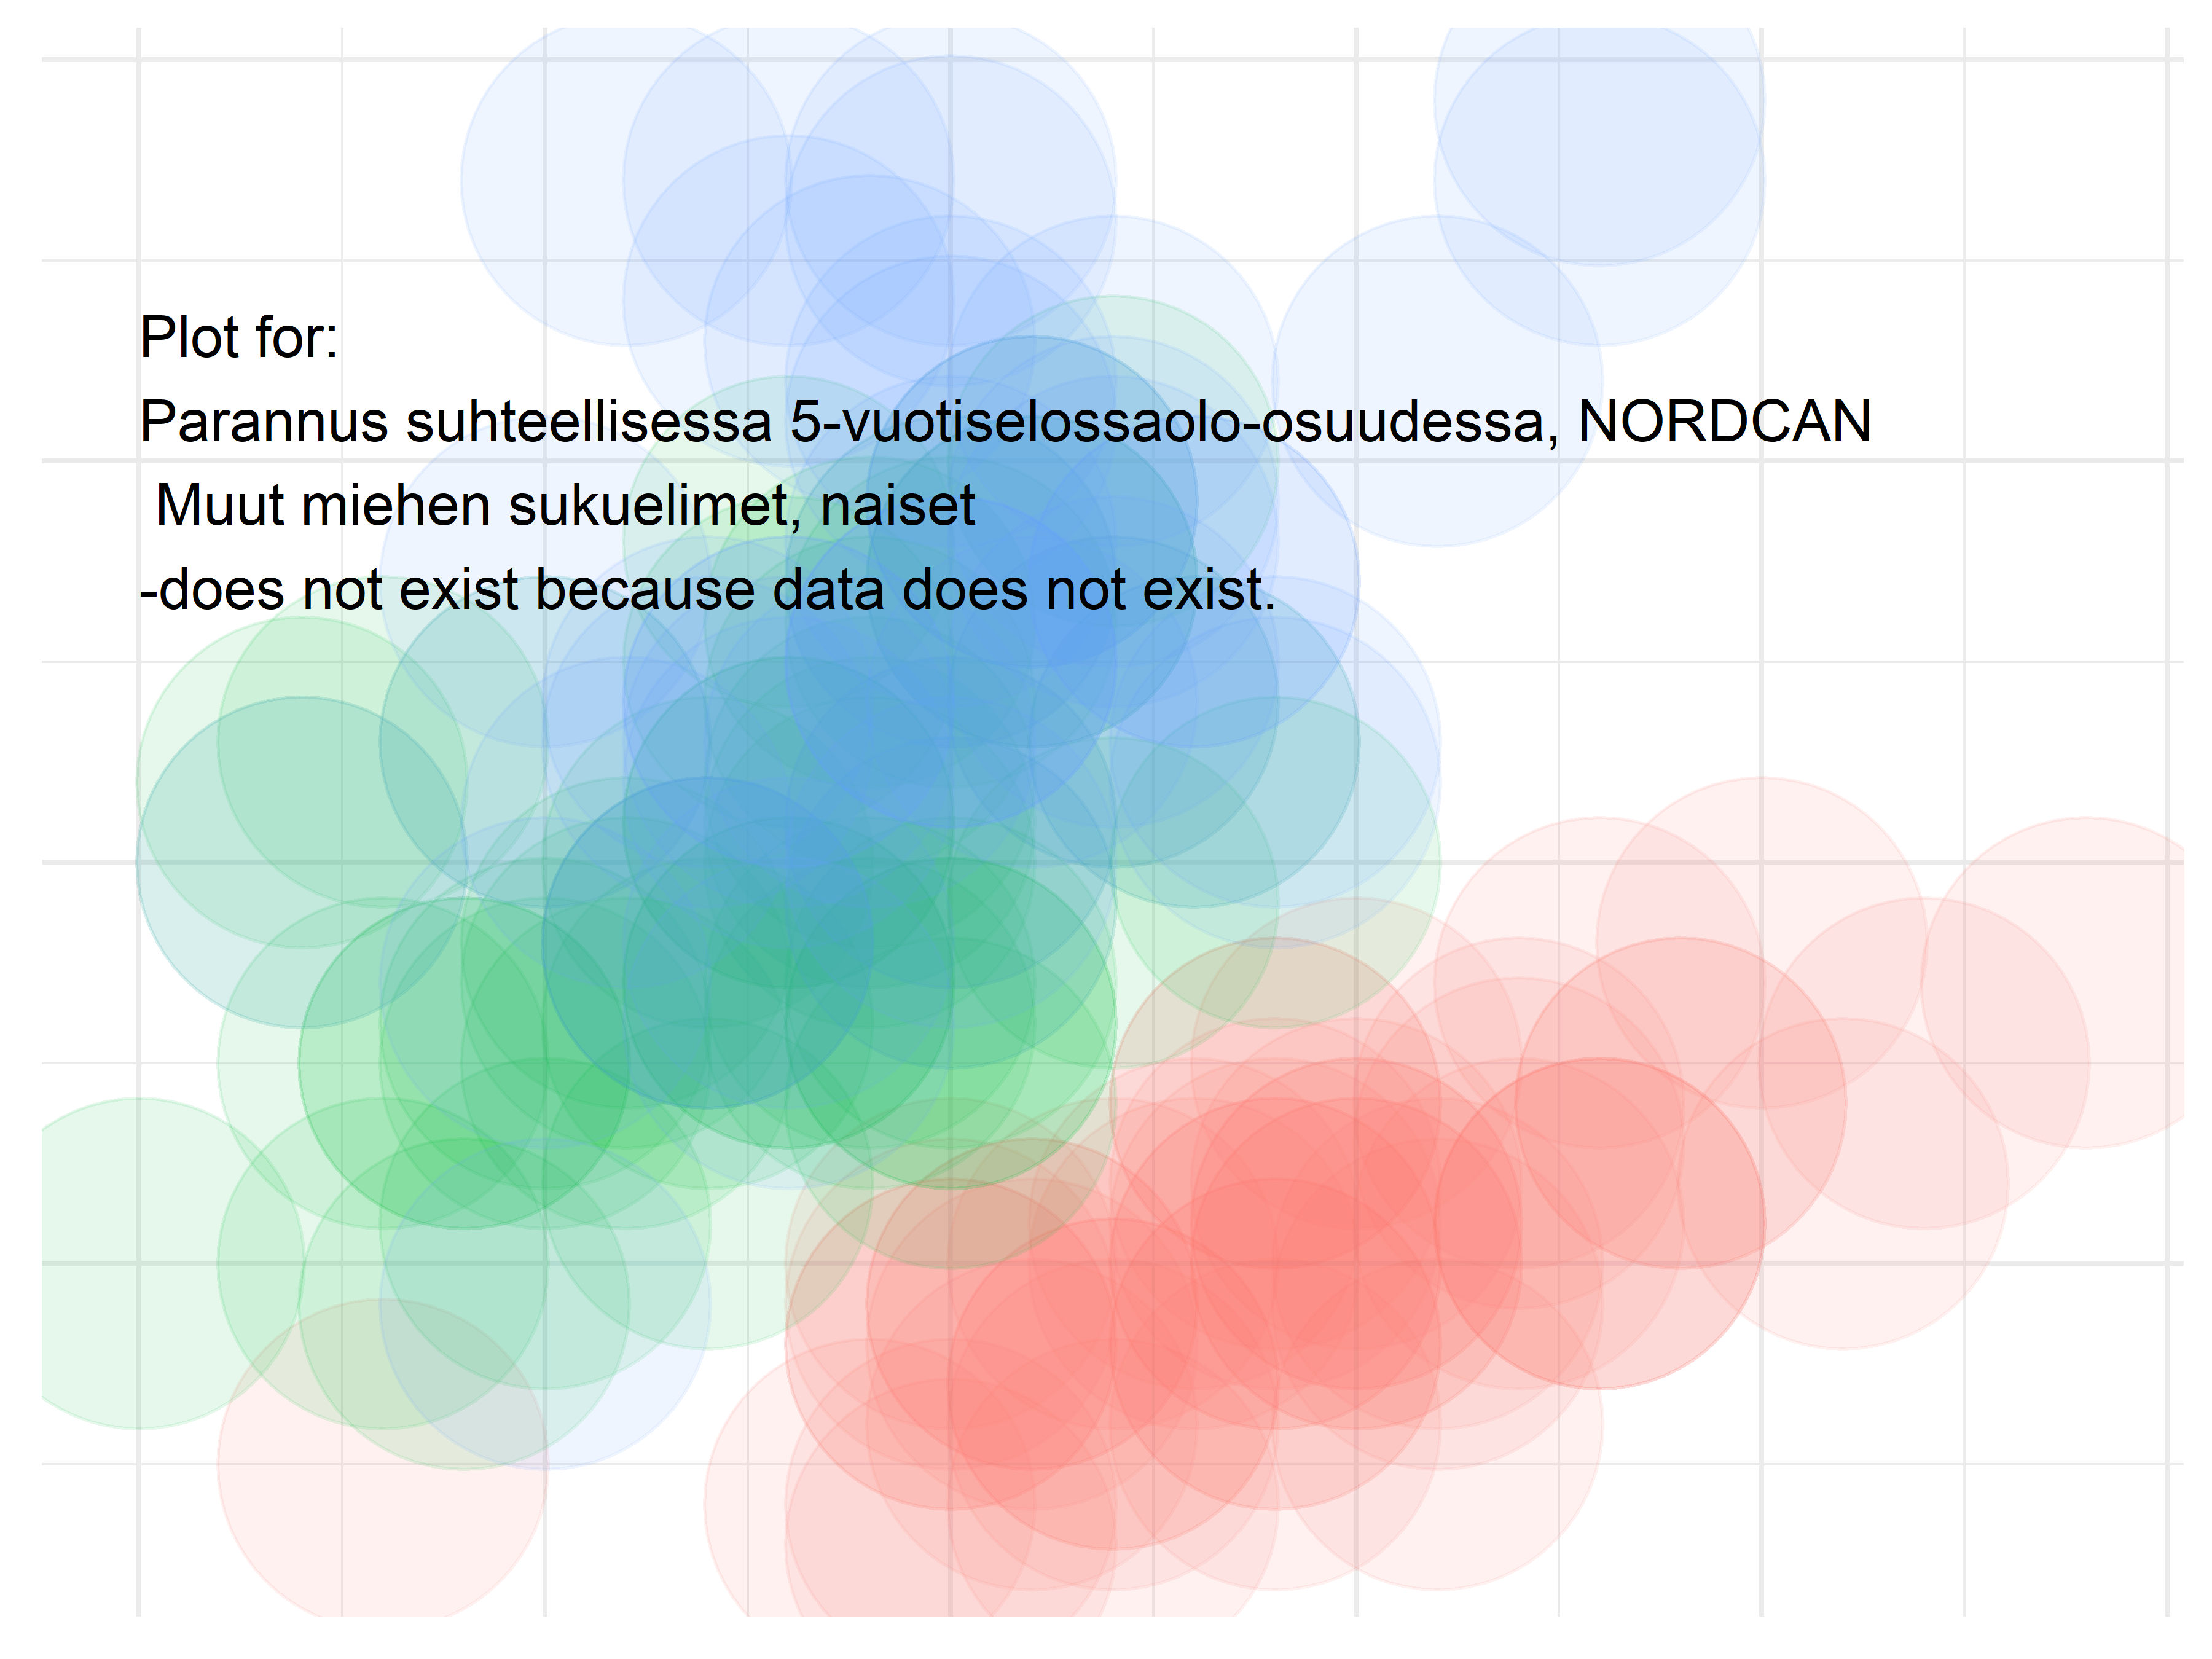 Plot for:
Parannus suhteellisessa 5-vuotiselossaolo-osuudessa, NORDCAN
Muut miehen sukuelimet, naiset
-does not exist because data does not exist.